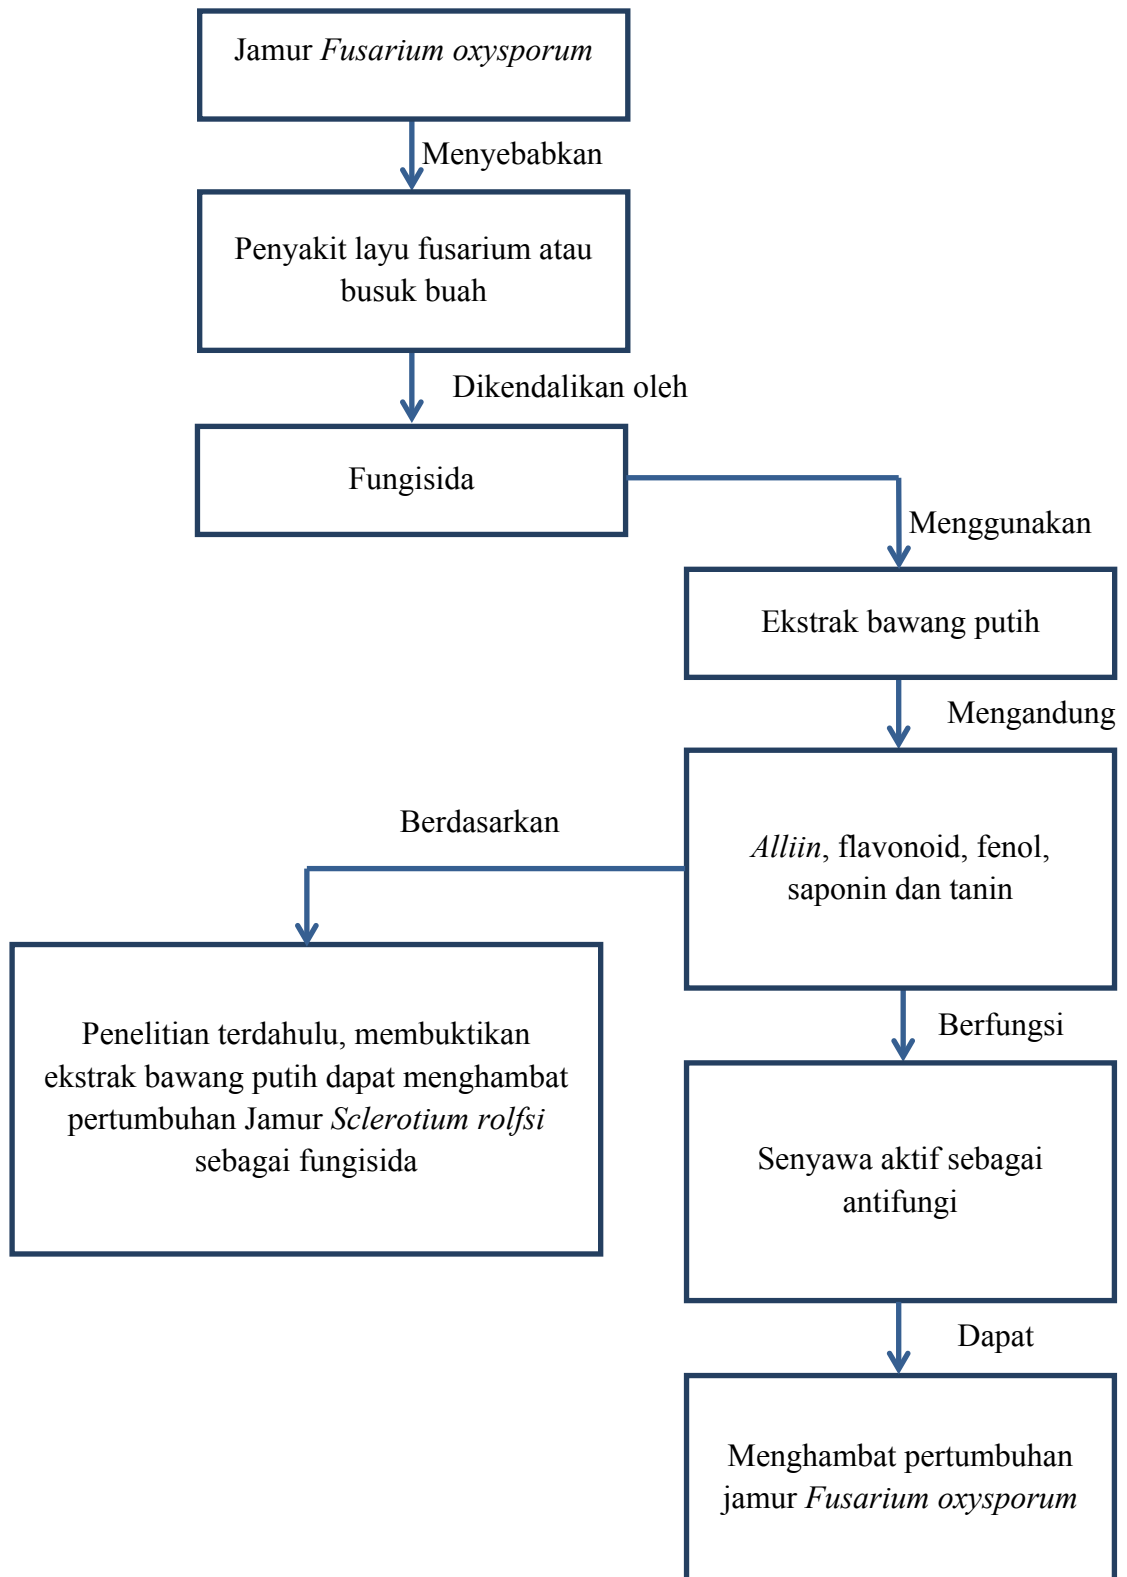 Jamur Fusarium oxysporum
Menyebabkan
Penyakit layu fusarium atau
busuk buah
Dikendalikan oleh
Fungisida
Menggunakan
Ekstrak bawang putih
Mengandung
Alliin, flavonoid, fenol,
saponin dan tanin
Berdasarkan
Penelitian terdahulu, membuktikan
ekstrak bawang putih dapat menghambat
pertumbuhan Jamur Sclerotium rolfsi
sebagai fungisida
Berfungsi
Senyawa aktif sebagai
antifungi
Dapat
Menghambat pertumbuhan
jamur Fusarium oxysporum